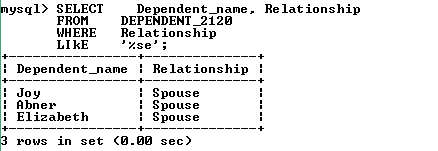 mysql> SELECT Dependent_name, Relationship
FROM DEPENDENT_2120
WHERE Relationship
LIkE '%se';
+----------------+--------------+
| Dependent_name | Relationship |
+----------------+--------------+
| Joy | Spouse |
| Abner | Spouse |
| Elizabeth | Spouse |
+----------------+--------------+
3 rows in set (0.00 sec)